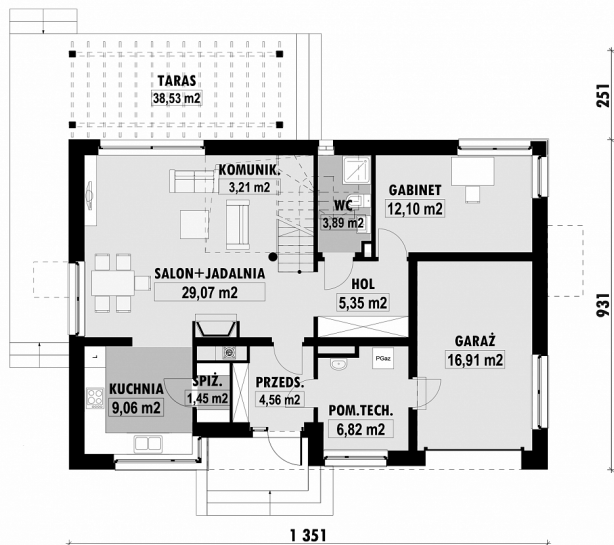 TARAS
38,53 m2
251
KOMUNIK.
3,21 m2
GABINET
12,10 m2
WC
3,89 m2
SALON+JADALNIA
29,07 m2
HOL
5,35 m2
931
GARAŻ
16,91 m2
PGaz
L
KUCHNIA
9,06 m2
SPIŻ.
1,45 m2
PRZEDS.
4,56 m2
POM.TECH.
6,82 m2
1 351